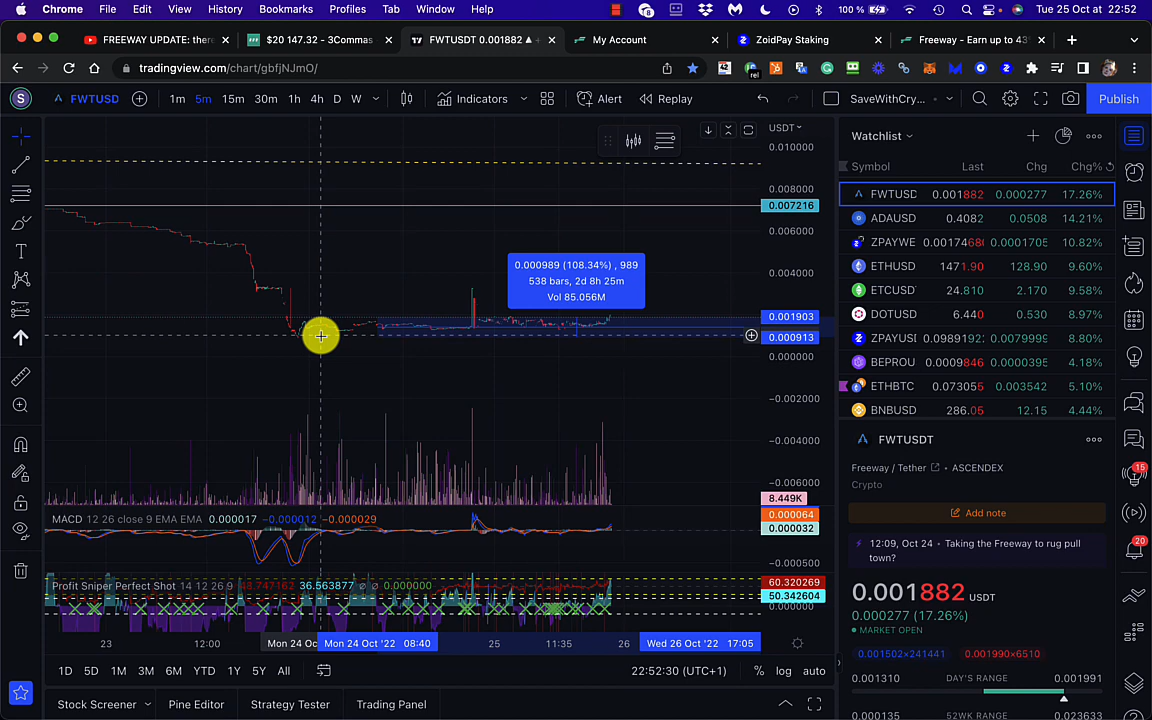 Chrome File Edit View History Bookmarks Profiles Tab Window Help 100 % Tue 25 Oct at 22:52
FREEWAY UPDATE: there $20 147.32 - 3Commas FWTUSDT 0.001882 ▲ + My Account ZoidPay Staking Freeway - Earn up to 43
tradingview.com/chart/gbfjNJmO/
S FWTUSD 1m 5m 15m 30m 1h 4h D W Indicators Alert Replay SaveWithCry... Publish
USDT
0.010000
0.008000
0.007216
0.006000
0.004000
0.000989 (108.34%) , 989
538 bars, 2d 8h 25m
Vol 85.056M
0.001903
0.000913
0.000000
−0.002000
−0.004000
−0.006000
8.449K
MACD 12 26 close 9 EMA EMA 0.000017 −0.000012 −0.000029
0.000064
0.000032
−0.000500
Profit Sniper Perfect Shot 14 12 26 9 48.747162 36.563877 ∅ ∅ 0.000000
60.320269
50.342604
0.000000
23 12:00 Mon 24 Oc Mon 24 Oct '22 08:40 25 11:35 26 Wed 26 Oct '22 17:05
1D 5D 1M 3M 6M YTD 1Y 5Y All 22:52:30 (UTC+1) % log auto
Stock Screener Pine Editor Strategy Tester Trading Panel
Watchlist
Symbol Last Chg Chg%
FWTUSD 0.001882 0.000277 17.26%
ADAUSD 0.4082 0.0508 14.21%
ZPAYWE 0.00174680 0.0001705 10.82%
ETHUSD 1471.90 128.90 9.60%
ETCUSD 24.810 2.170 9.58%
DOTUSD 6.440 0.530 8.97%
ZPAYUS 0.0989192 0.0079999 8.80%
BEPROU 0.0009846 0.0000395 4.18%
ETHBTC 0.073055 0.003542 5.10%
BNBUSD 286.05 12.15 4.44%
FWTUSDT
Freeway / Tether • ASCENDEX
Crypto
Add note
12:09, Oct 24 • Taking the Freeway to rug pull
town?
0.001882 USDT
0.000277 (17.26%)
MARKET OPEN
0.001502×241441 0.001990×6510
0.001310 DAY'S RANGE 0.001991
0.000135 52WK RANGE 0.023633
15
20